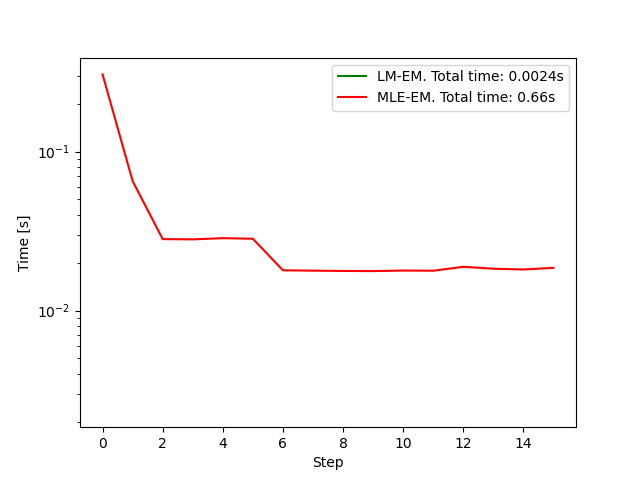 LM-EM. Total time: 0.0024s
MLE-EM. Total time: 0.66s
10⁻¹
10⁻²
Time [s]
0 2 4 6 8 10 12 14
Step